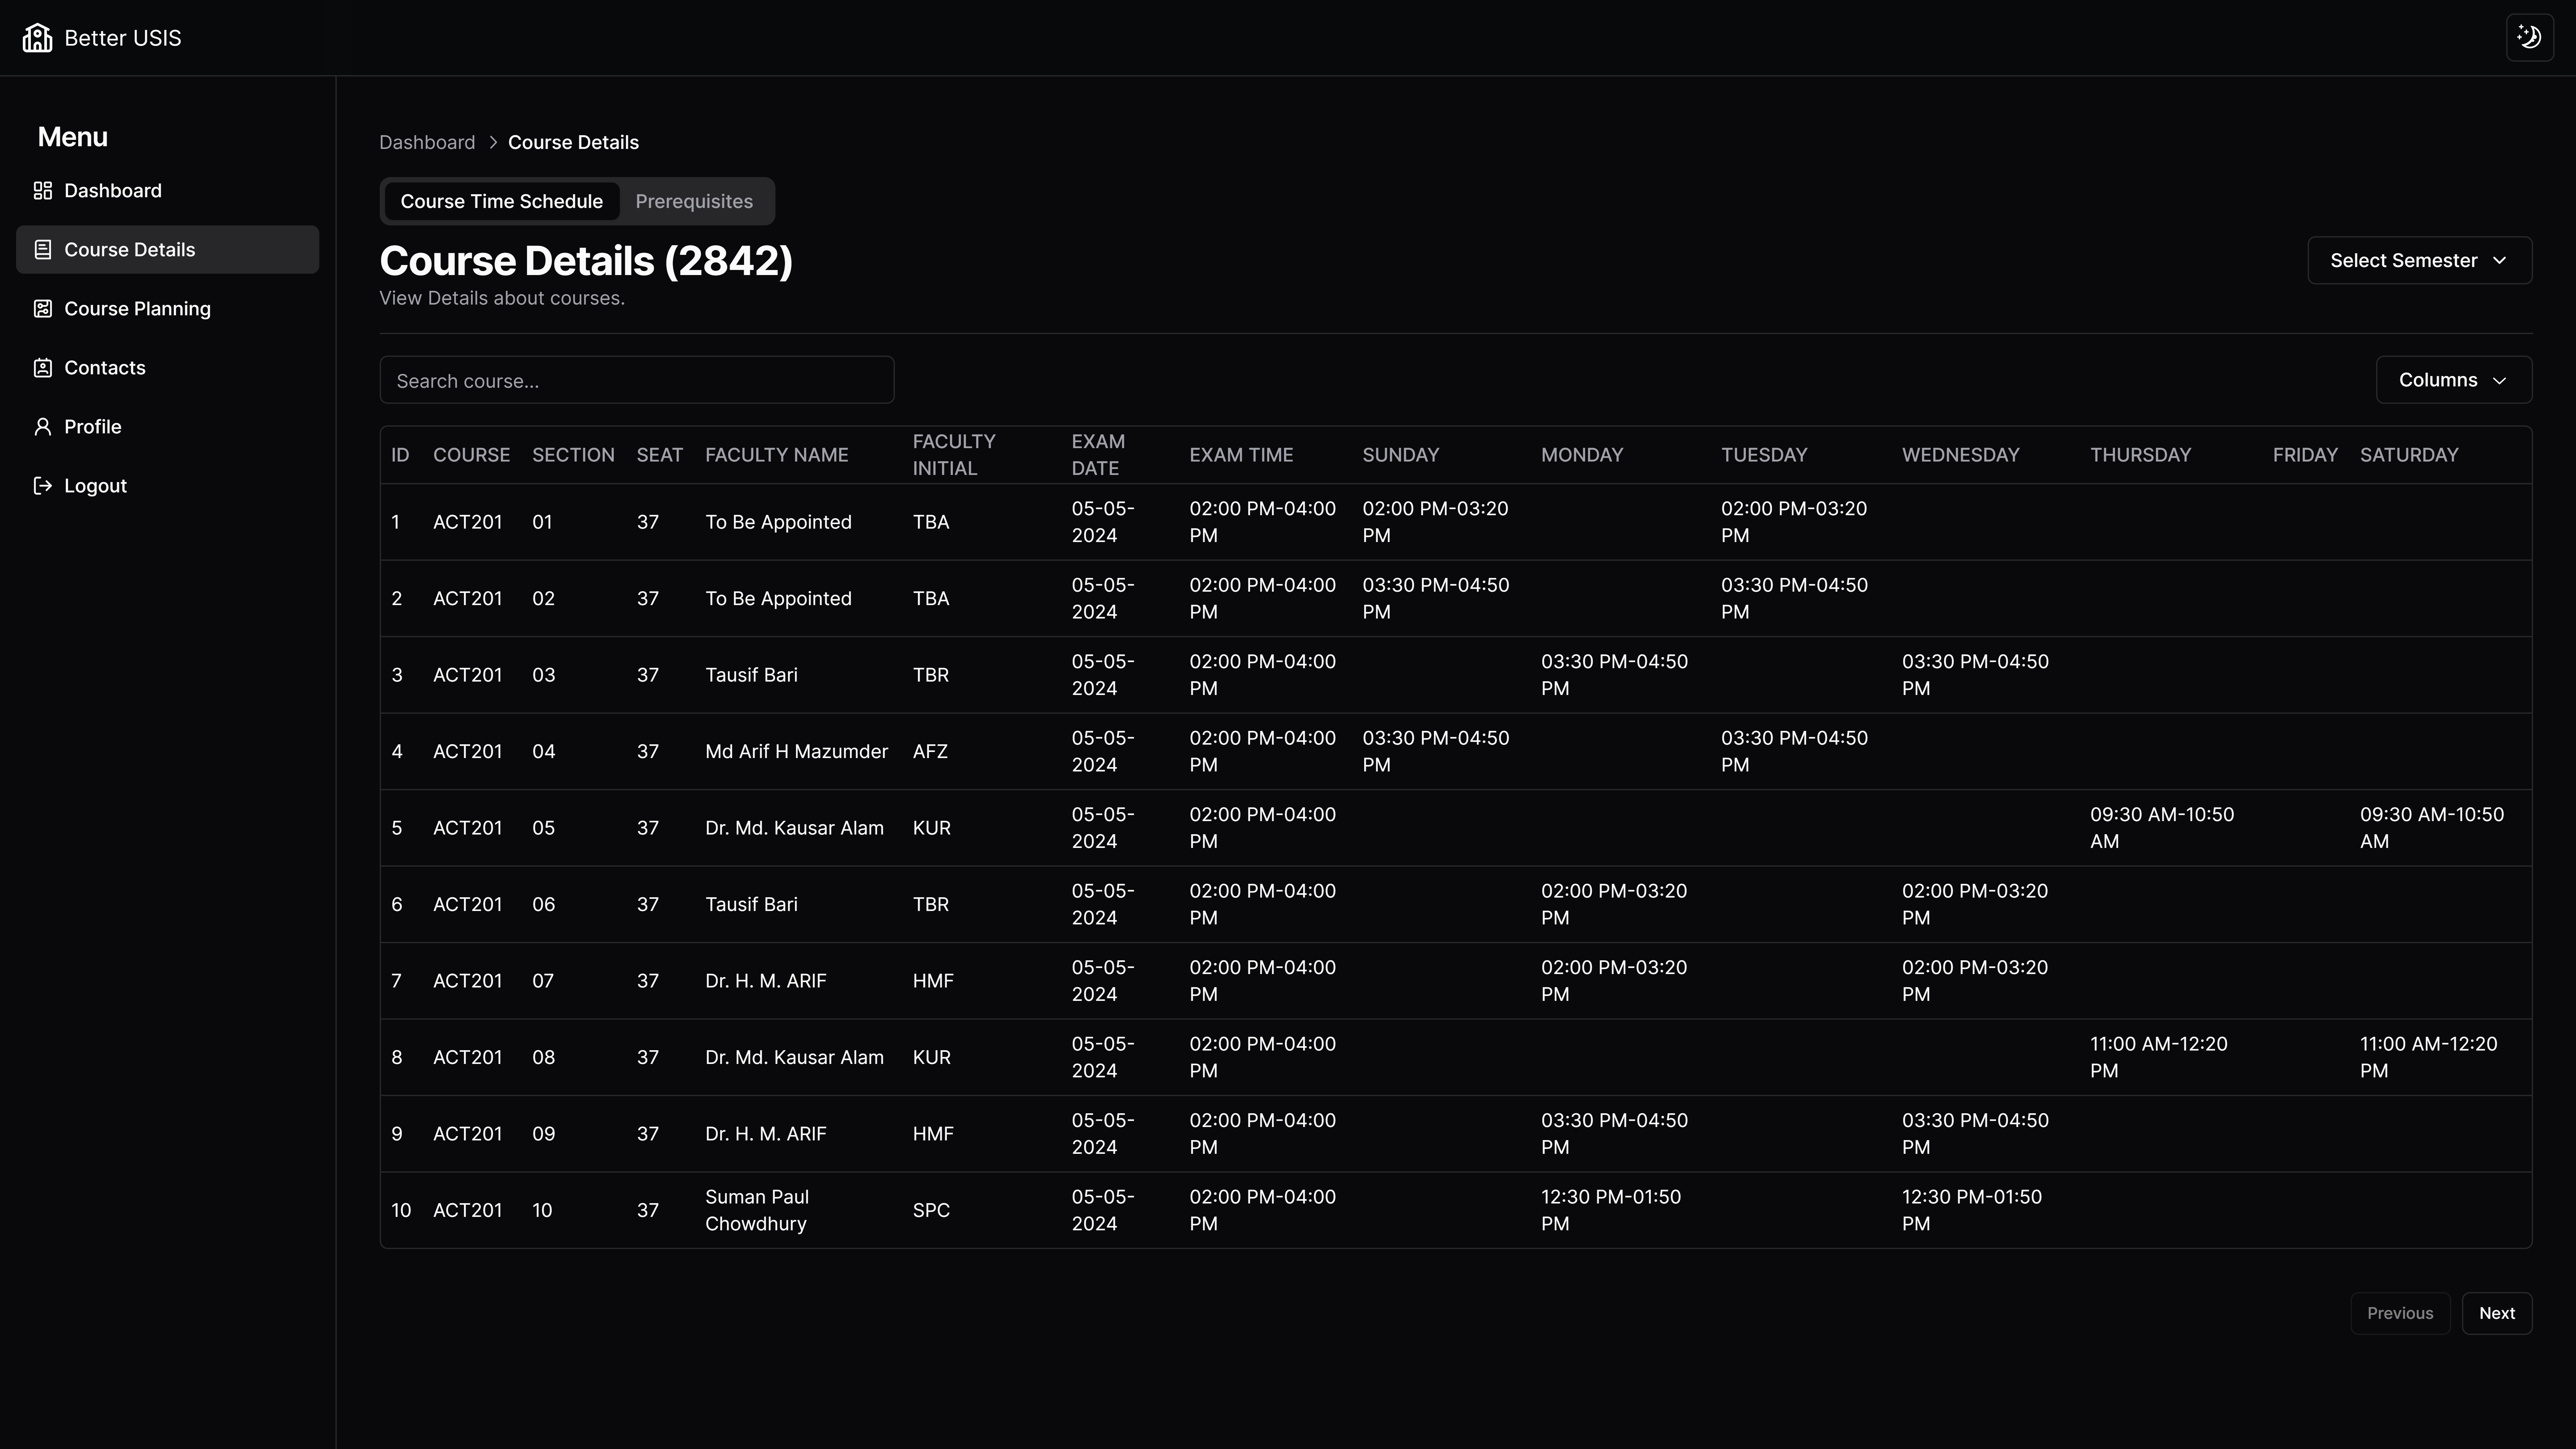 Better USIS
Menu
Dashboard
Course Details
Course Planning
Contacts
Profile
Logout
Dashboard > Course Details
Course Time Schedule Prerequisites
Course Details (2842)
View Details about courses.
Select Semester
Search course...
Columns
ID COURSE SECTION SEAT FACULTY NAME FACULTY INITIAL EXAM DATE EXAM TIME SUNDAY MONDAY TUESDAY WEDNESDAY THURSDAY FRIDAY SATURDAY
1 ACT201 01 37 To Be Appointed TBA 05-05-2024 02:00 PM-04:00 PM 02:00 PM-03:20 PM 02:00 PM-03:20 PM
2 ACT201 02 37 To Be Appointed TBA 05-05-2024 02:00 PM-04:00 PM 03:30 PM-04:50 PM 03:30 PM-04:50 PM
3 ACT201 03 37 Tausif Bari TBR 05-05-2024 02:00 PM-04:00 PM 03:30 PM-04:50 PM 03:30 PM-04:50 PM
4 ACT201 04 37 Md Arif H Mazumder AFZ 05-05-2024 02:00 PM-04:00 PM 03:30 PM-04:50 PM 03:30 PM-04:50 PM
5 ACT201 05 37 Dr. Md. Kausar Alam KUR 05-05-2024 02:00 PM-04:00 PM 09:30 AM-10:50 AM 09:30 AM-10:50 AM
6 ACT201 06 37 Tausif Bari TBR 05-05-2024 02:00 PM-04:00 PM 02:00 PM-03:20 PM 02:00 PM-03:20 PM
7 ACT201 07 37 Dr. H. M. ARIF HMF 05-05-2024 02:00 PM-04:00 PM 02:00 PM-03:20 PM 02:00 PM-03:20 PM
8 ACT201 08 37 Dr. Md. Kausar Alam KUR 05-05-2024 02:00 PM-04:00 PM 11:00 AM-12:20 PM 11:00 AM-12:20 PM
9 ACT201 09 37 Dr. H. M. ARIF HMF 05-05-2024 02:00 PM-04:00 PM 03:30 PM-04:50 PM 03:30 PM-04:50 PM
10 ACT201 10 37 Suman Paul Chowdhury SPC 05-05-2024 02:00 PM-04:00 PM 12:30 PM-01:50 PM 12:30 PM-01:50 PM
Previous Next